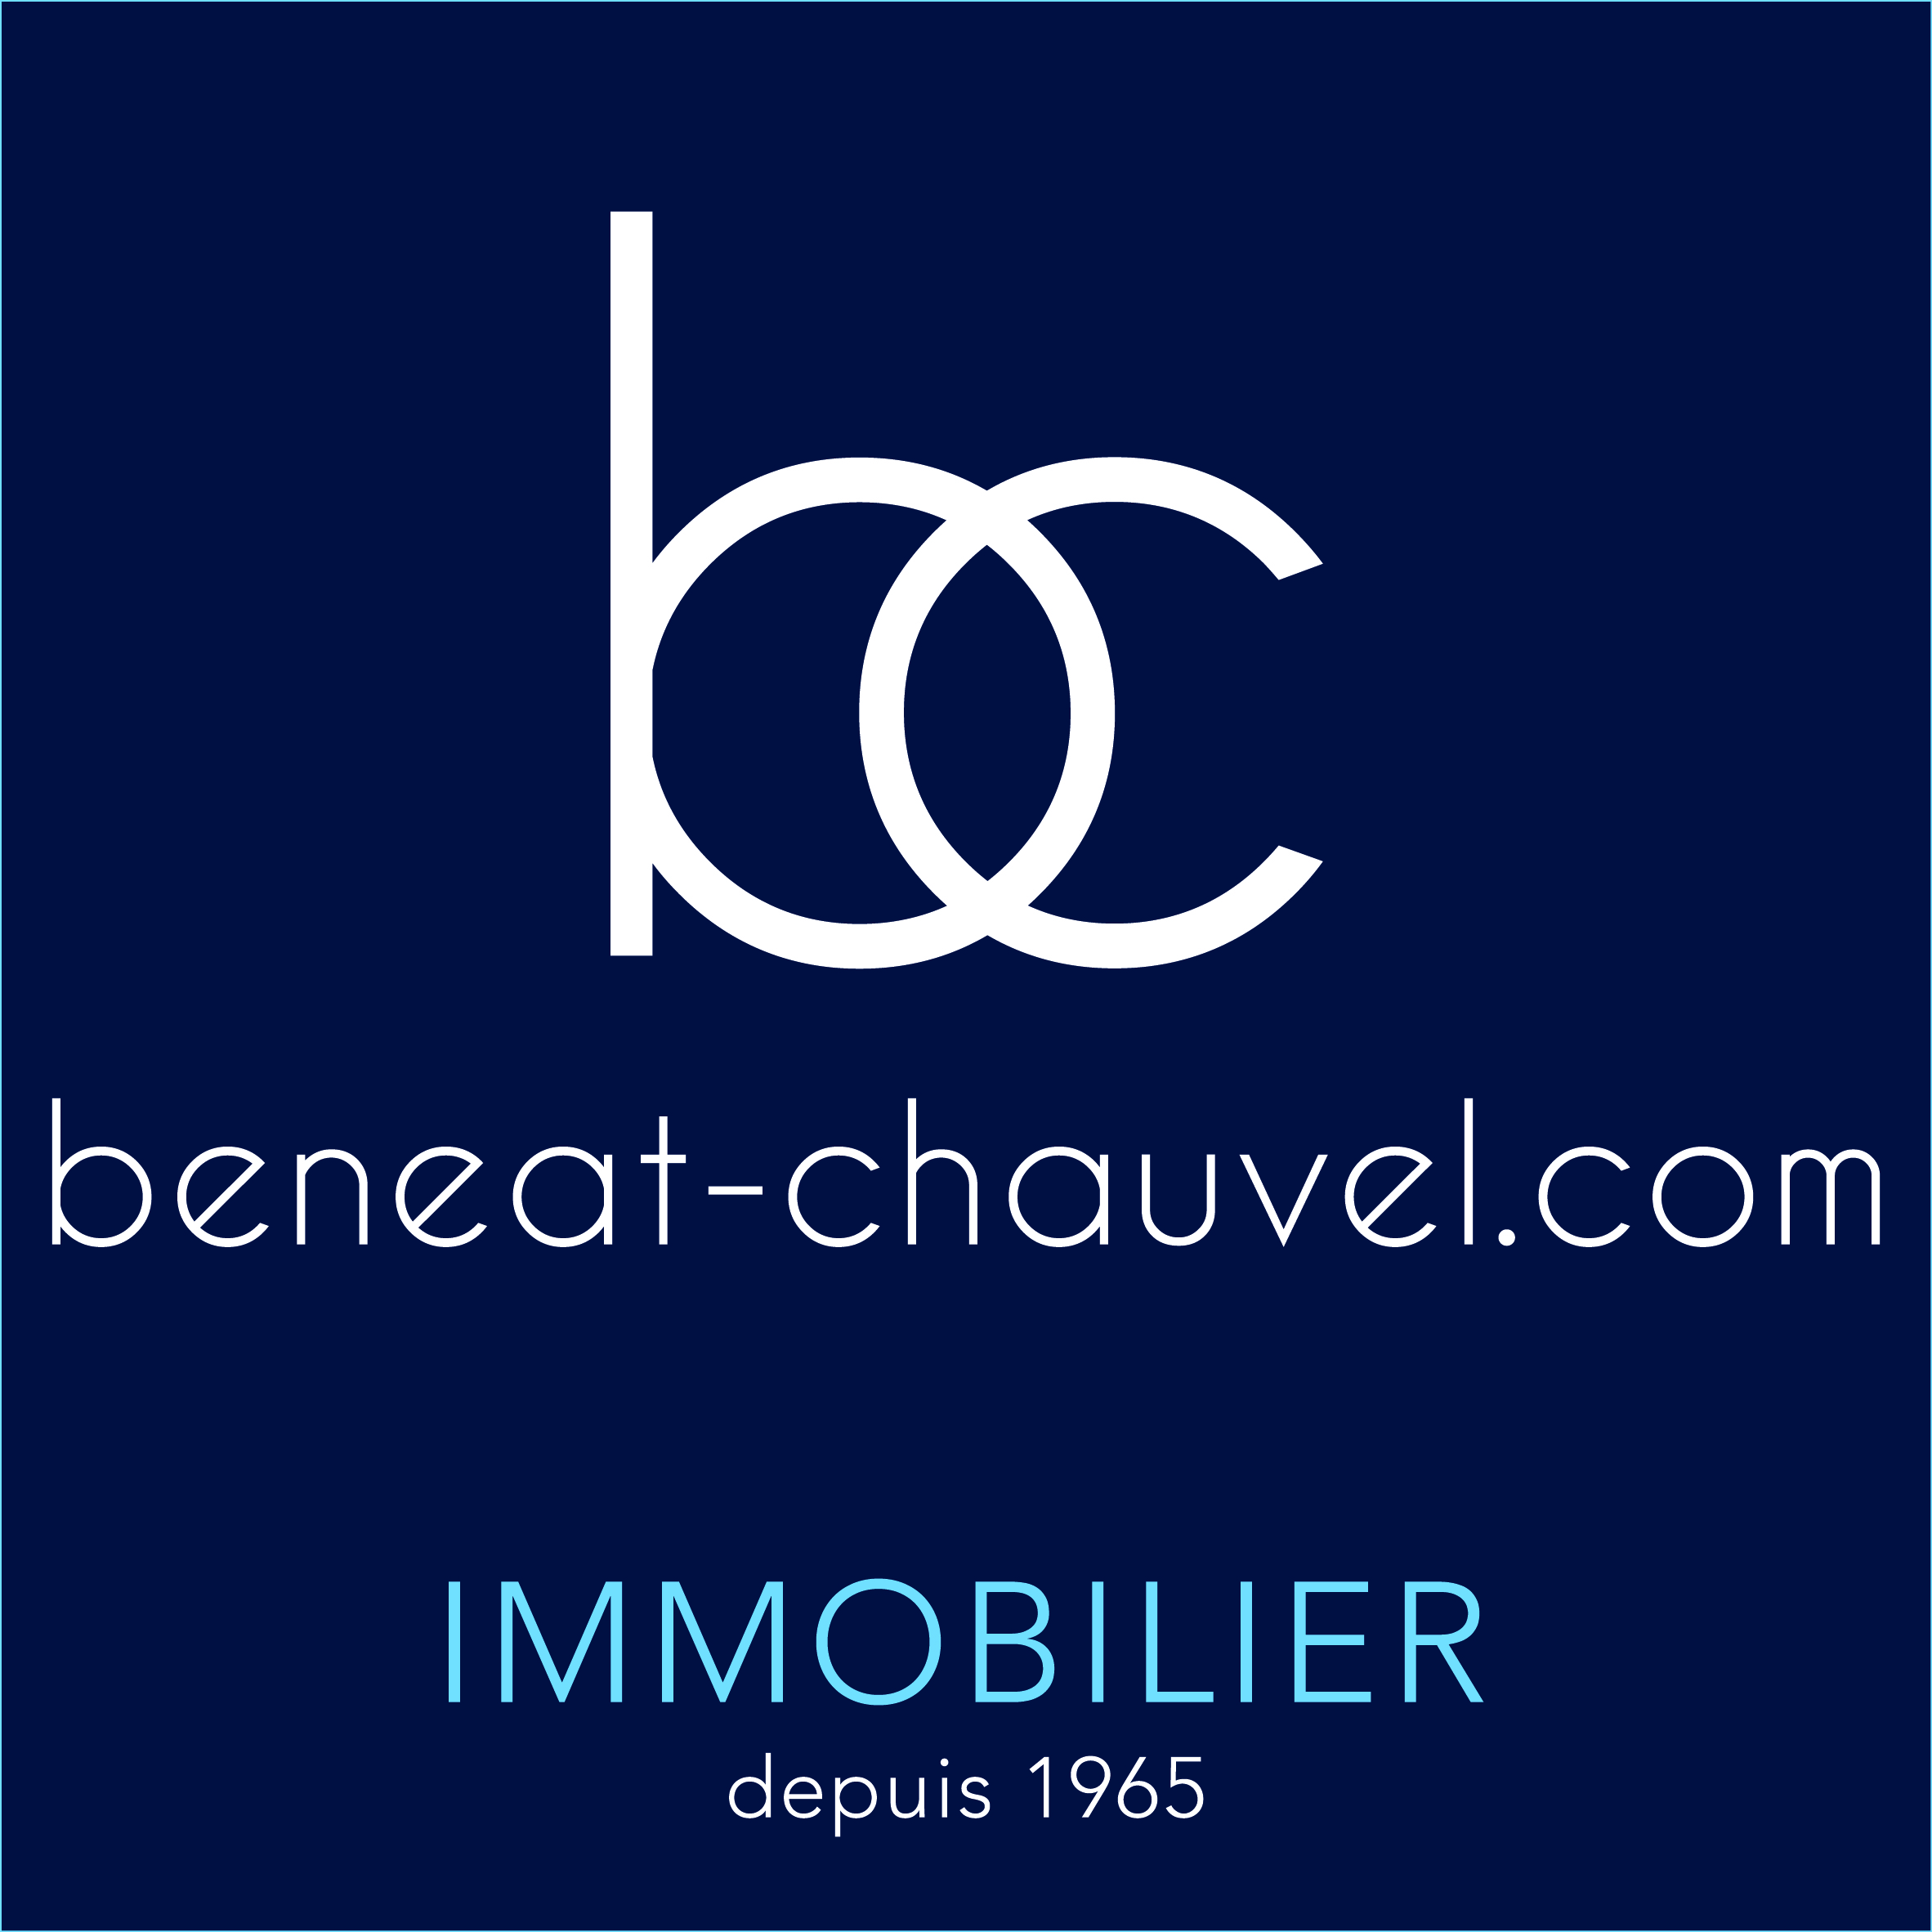 bc
beneat-chauvel.com
IMMOBILIER
depuis 1965